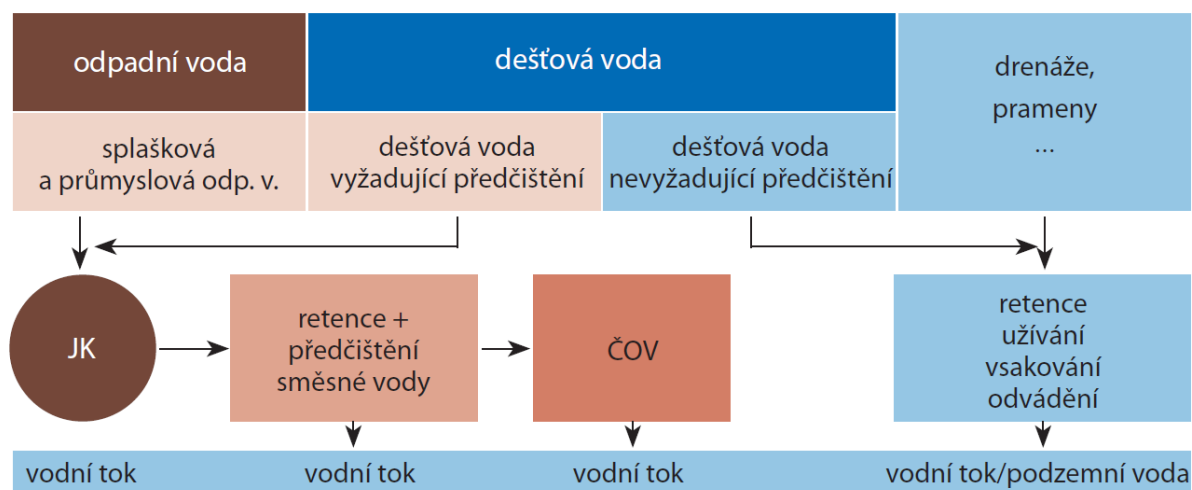 odpadní voda
dešťová voda
drenáže,
prameny
...
splašková
a průmyslová odp. v.
dešťová voda
vyžadující předčištění
dešťová voda
nevyžadující předčištění
JK
retence +
předčištění
směsné vody
ČOV
retence
užívání
vsakování
odvádění
vodní tok
vodní tok
vodní tok
vodní tok/podzemní voda